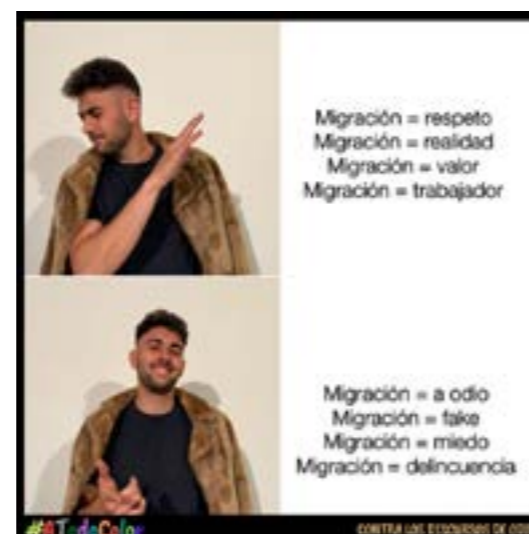 Migración = respeto
Migración = realidad
Migración = valor
Migración = trabajador
Migración = a odio
Migración = fake
Migración = miedo
Migración = delincuencia
#ATodoColor
CONTRA LOS DISCURSOS DE